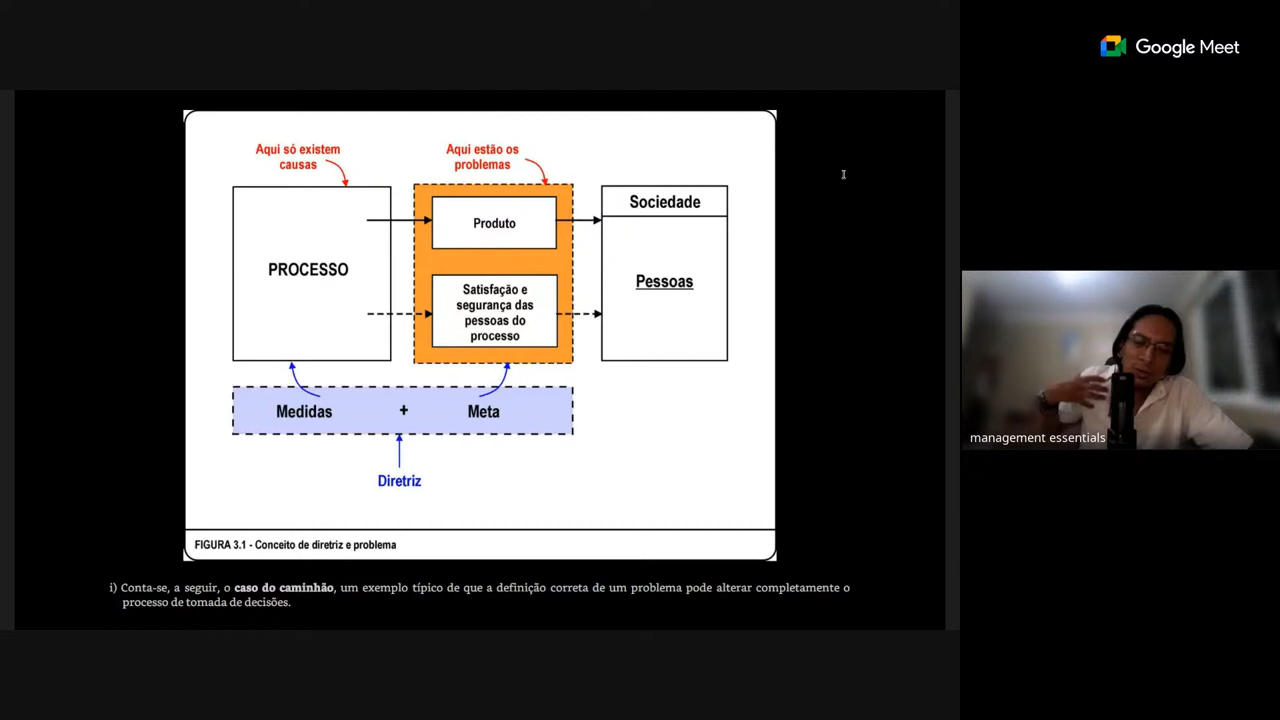 Google Meet
Aqui só existem
causas
Aqui estão os
problemas
PROCESSO
Produto
Satisfação e
segurança das
pessoas do
processo
Sociedade
Pessoas
Medidas + Meta
Diretriz
FIGURA 3.1 - Conceito de diretriz e problema
i) Conta-se, a seguir, o caso do caminhão, um exemplo típico de que a definição correta de um problema pode alterar completamente o
processo de tomada de decisões.
management essentials